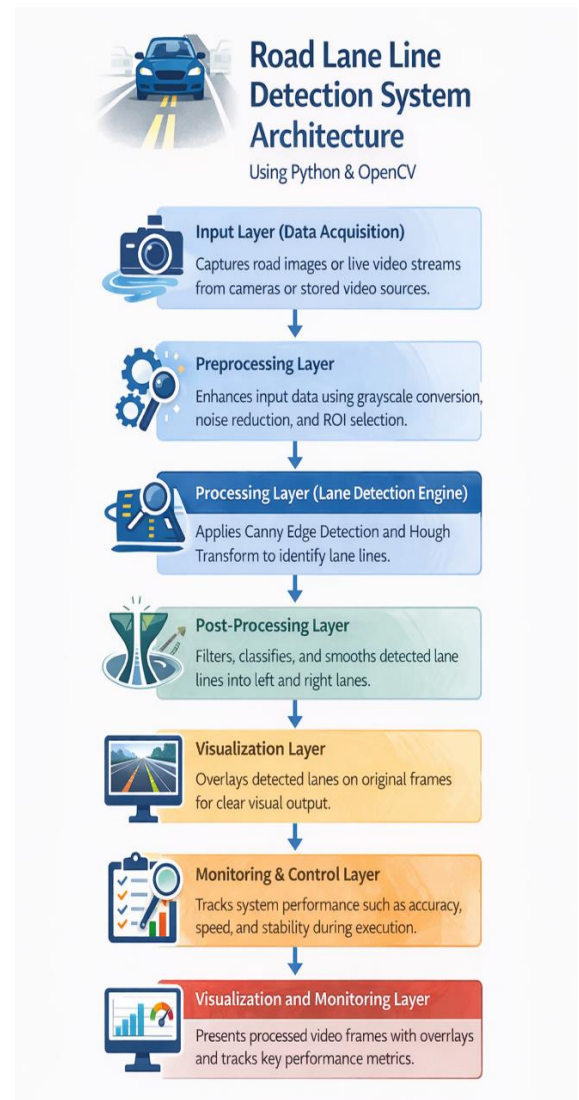 Road Lane Line
Detection System
Architecture
Using Python & OpenCV
Input Layer (Data Acquisition)
Captures road images or live video streams
from cameras or stored video sources.
Preprocessing Layer
Enhances input data using grayscale conversion,
noise reduction, and ROI selection.
Processing Layer (Lane Detection Engine)
Applies Canny Edge Detection and Hough
Transform to identify lane lines.
Post-Processing Layer
Filters, classifies, and smooths detected lane
lines into left and right lanes.
Visualization Layer
Overlays detected lanes on original frames
for clear visual output.
Monitoring & Control Layer
Tracks system performance such as accuracy,
speed, and stability during execution.
Visualization and Monitoring Layer
Presents processed video frames with overrlays
and tracks key performance metrics.